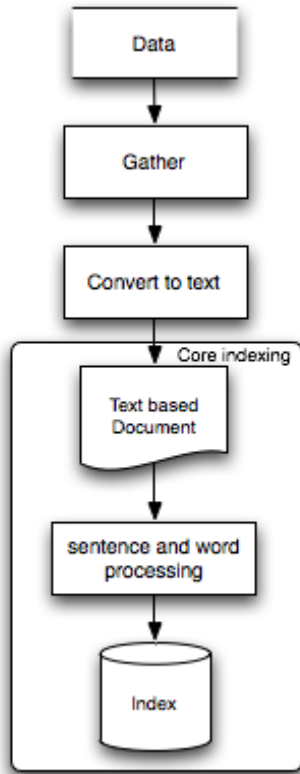 Data
Gather
Convert to text
Core indexing
Text based
Document
sentence and word
processing
Index